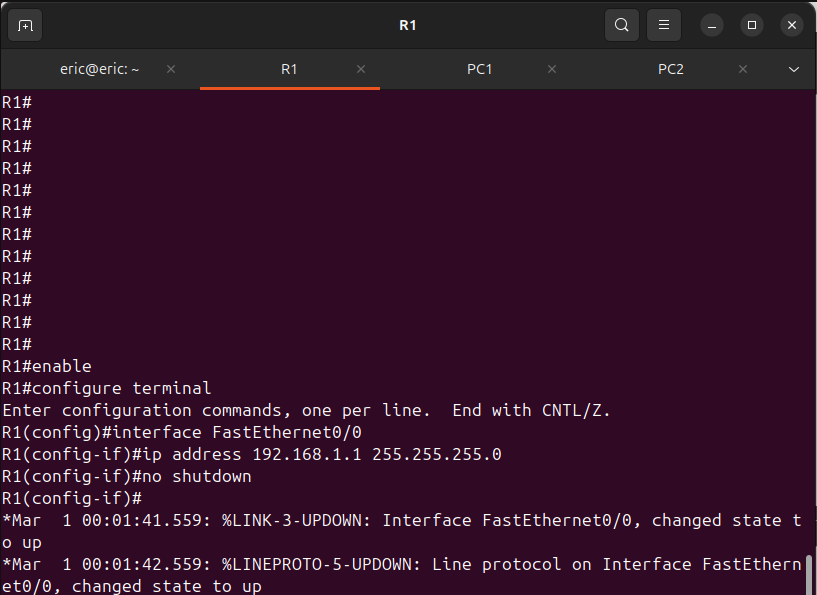 R1
eric@eric: ~
R1
PC1
PC2
R1#
R1#
R1#
R1#
R1#
R1#
R1#
R1#
R1#
R1#
R1#
R1#
R1#enable
R1#configure terminal
Enter configuration commands, one per line.  End with CNTL/Z.
R1(config)#interface FastEthernet0/0
R1(config-if)#ip address 192.168.1.1 255.255.255.0
R1(config-if)#no shutdown
R1(config-if)#
*Mar  1 00:01:41.559: %LINK-3-UPDOWN: Interface FastEthernet0/0, changed state t
o up
*Mar  1 00:01:42.559: %LINEPROTO-5-UPDOWN: Line protocol on Interface FastEthern
et0/0, changed state to up